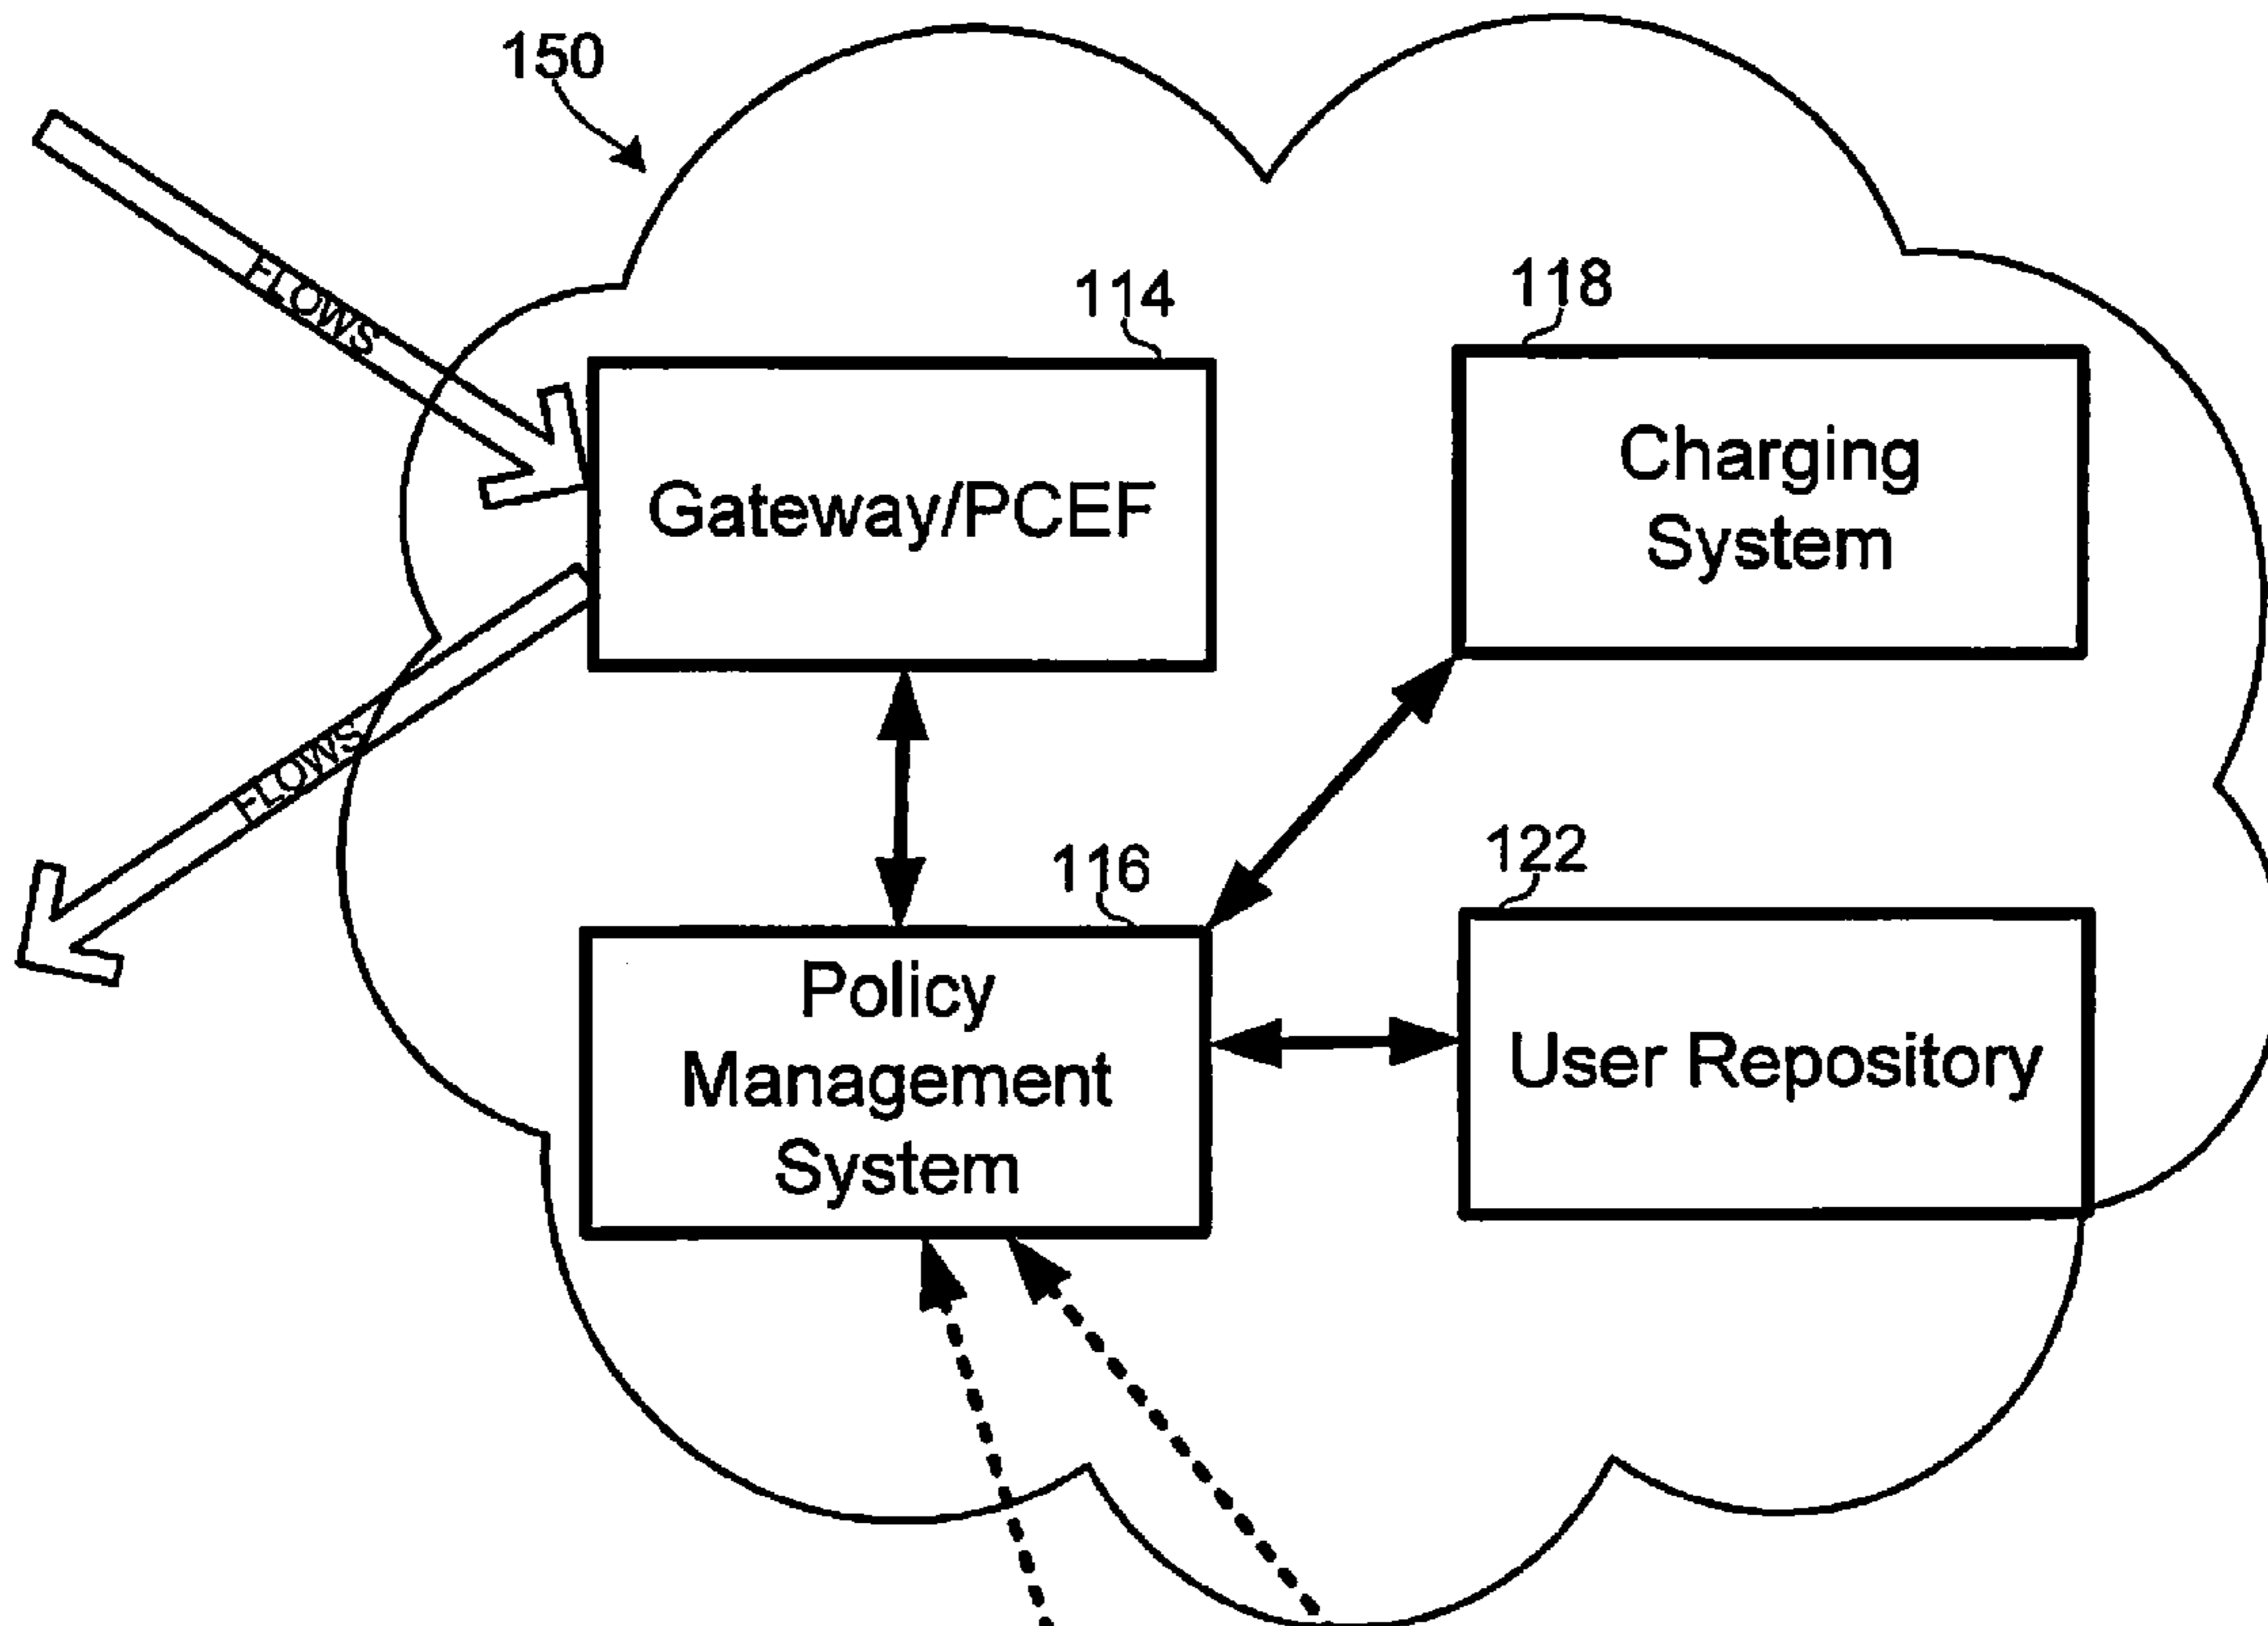 150
114
118
FLOWS
Gateway/PCEF
Charging
System
FLOWS
116
122
Policy
Management
System
User Repository